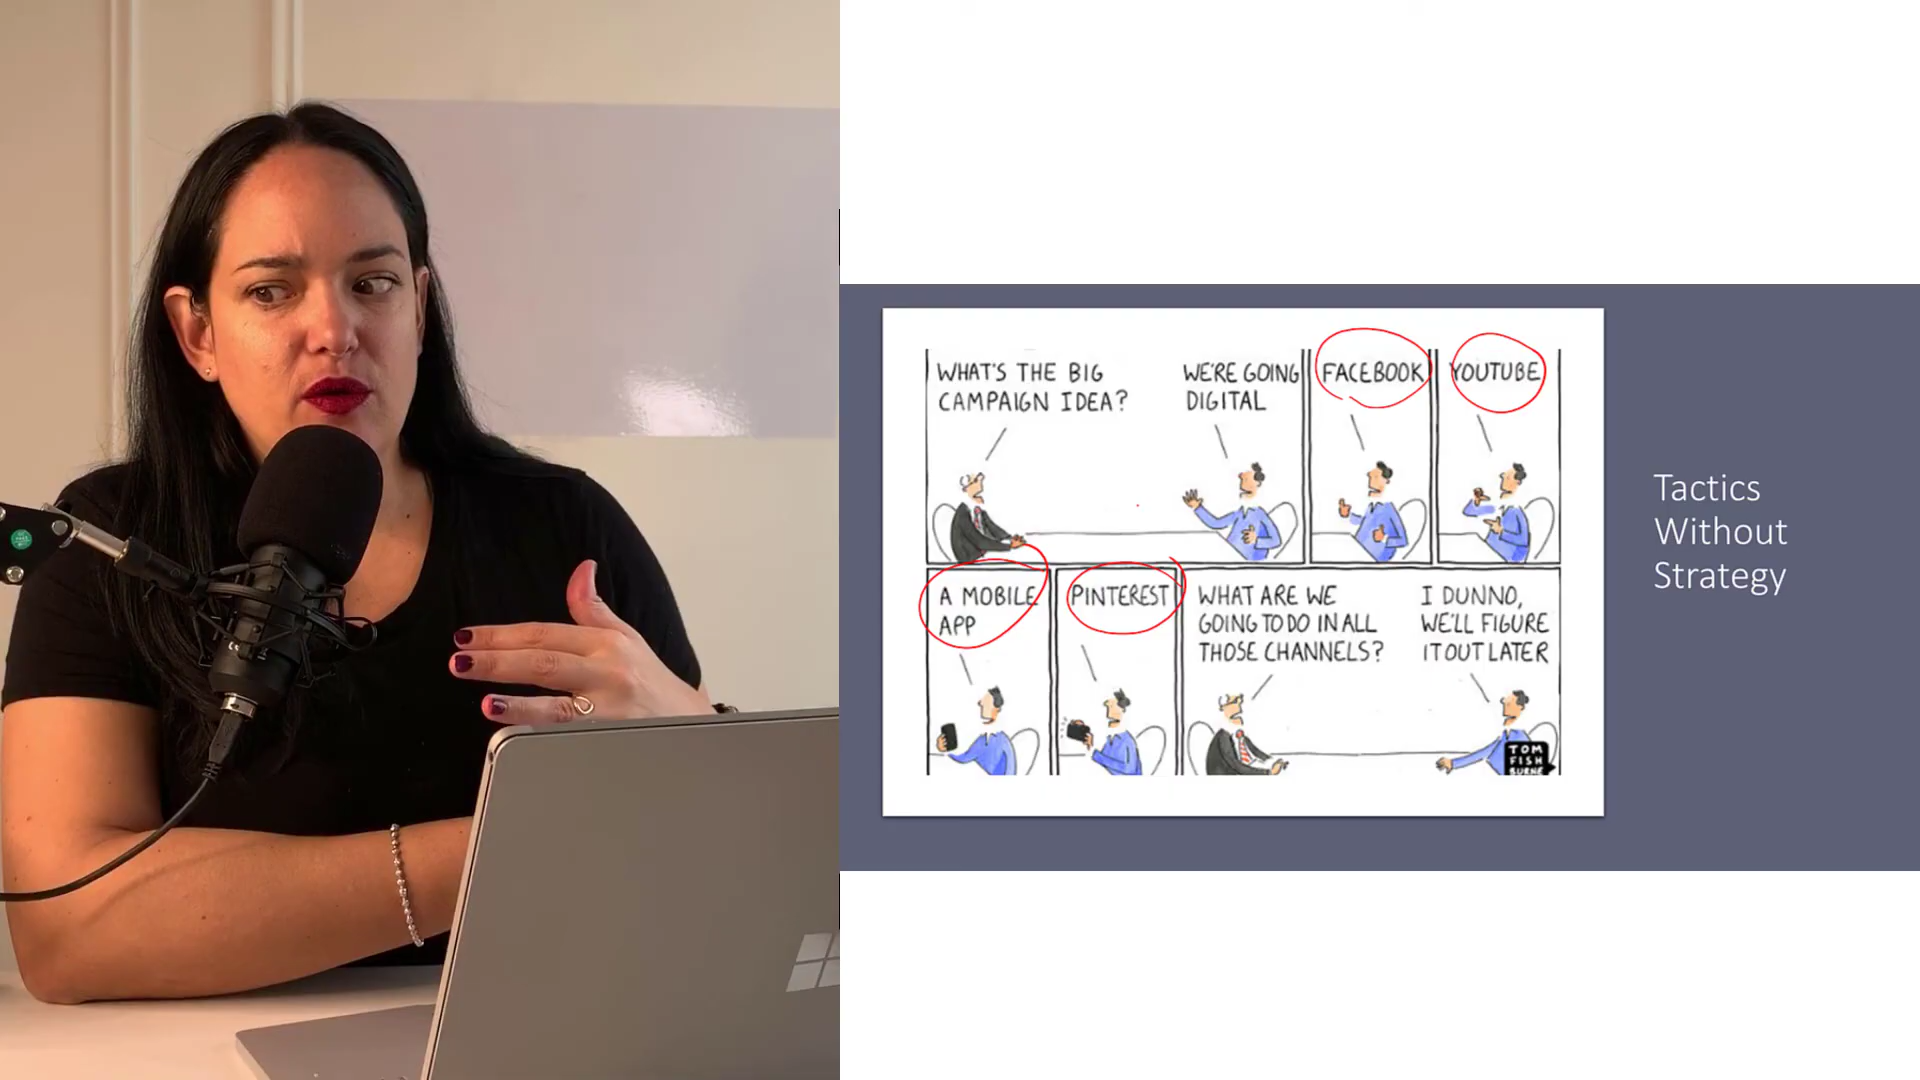 WHAT'S THE BIG
CAMPAIGN IDEA?
WE'RE GOING
DIGITAL
FACEBOOK
YOUTUBE
A MOBILE
APP
PINTEREST
WHAT ARE WE
GOING TO DO IN ALL
THOSE CHANNELS?
I DUNNO,
WE'LL FIGURE
IT OUT LATER
TOM
FISH
BURNE
Tactics
Without
Strategy